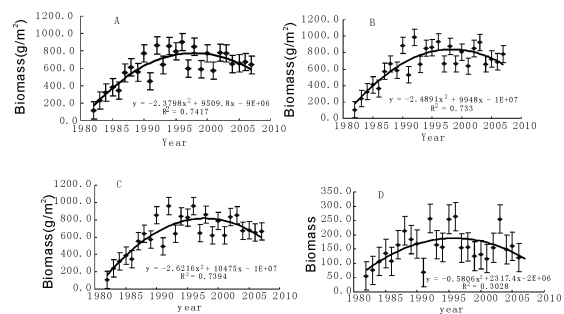 A
Biomass(g/m²)
1200.0
1000.0
800.0
600.0
400.0
200.0
0.0
y = -2.3798x² + 9509.8x - 9E+06
R² = 0.7417
1980 1985 1990 1995 2000 2005 2010
Year
B
Biomass(g/m²)
1200.0
1000.0
800.0
600.0
400.0
200.0
0.0
y = -2.4891x² + 9948x - 1E+07
R² = 0.733
1980 1985 1990 1995 2000 2005 2010
Year
C
Biomass(g/m²)
1200.0
1000.0
800.0
600.0
400.0
200.0
0.0
y = -2.6216x² + 10475x - 1E+07
R² = 0.7394
1980 1985 1990 1995 2000 2005 2010
Year
D
Biomass
350.0
300.0
250.0
200.0
150.0
100.0
50.0
0.0
y = -0.5806x²+2317.4x-2E+06
R² = 0.3028
1980 1985 1990 1995 2000 2005 2010
year